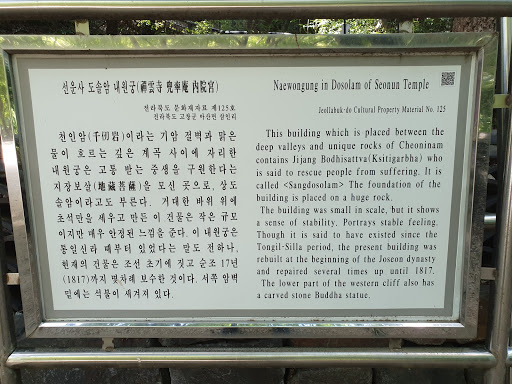 선운사 도솔암 내원궁(禪雲寺 兜率庵 內院宮)
전라북도 문화재자료 제125호
전라북도 고창군 아산면 삼인리
천인암(千仞岩)이라는 기암 절벽과 맑은
물이 흐르는 깊은 계곡 사이에 자리한
내원궁은 고통 받는 중생을 구원한다는
지장보살(地藏菩薩)을 모신 곳으로, 상도
솔암이라고도 부른다. 거대한 바위 위에
초석만을 세우고 만든 이 건물은 작은 규모
이지만 매우 안정된 느낌을 준다. 이 내원궁은
통일신라 때부터 있었다는 말도 전하나,
현재의 건물은 조선 초기에 짓고 순조 17년
(1817)까지 몇차례 보수한 것이다. 서쪽 암벽
밑에는 석불이 새겨져 있다.
Naewongung in Dosolam of Seonun Temple
Jeollabuk-do Cultural Property Material No. 125
This building which is placed between the
deep valleys and unique rocks of Cheoninam
contains Jijang Bodhisattva(Ksitigarbha) who
is said to rescue people from suffering. It is
called <Sangdosolam> The foundation of the
building is placed on a huge rock.
The building was small in scale, but it shows
a sense of stability. Portrays stable feeling.
Though it is said to have existed since the
Tongil-Silla period, the present building was
rebuilt at the beginning of the Joseon dynasty
and repaired several times up until 1817.
The lower part of the western cliff also has
a carved stone Buddha statue.